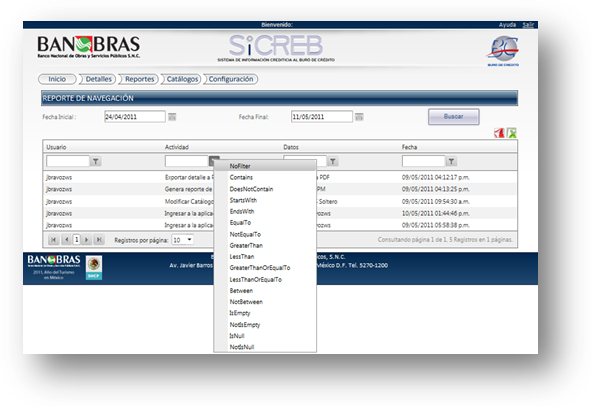 Bienvenido:
Ayuda Salir
BANOBRAS
Banco Nacional de Obras y Servicios Públicos S.N.C.
SiCREB
SISTEMA DE INFORMACIÓN CREDITICIA AL BURÓ DE CRÉDITO
BURÓ DE CRÉDITO
Inicio Detalles Reportes Catálogos Configuración
REPORTE DE NAVEGACIÓN
Fecha Inicial: 24/04/2011 Fecha Final: 11/05/2011 Buscar
Usuario Actividad Datos Fecha
NoFilter
jbravozws Exportar detalle a P PDF 09/05/2011 04:12:17 p.m.
Contains
jbravozws Genera reporte de PM 09/05/2011 04:13:25 p.m.
DoesNotContain
jbravozws Modificar Catálogo Soltero 09/05/2011 09:54:30 a.m.
StartsWith
jbravozws Ingresar a la aplica vozws 10/05/2011 01:44:46 p.m.
EndsWith
EqualTo
jbravozws Ingresar a la aplica vozws 09/05/2011 05:58:38 p.m.
NotEqualTo
1 Registros por página: 10 Consultando página 1 de 1, 5 Registros en 1 páginas.
GreaterThan
LessThan
BANOBRAS
cos, S.N.C.
GreaterThanOrEqualTo
Av. Javier Barros México D.F. Tel. 5270-1200
2011, Año del Turismo
en México
SHCP
LessThanOrEqualTo
Between
NotBetween
IsEmpty
NotIsEmpty
IsNull
NotIsNull